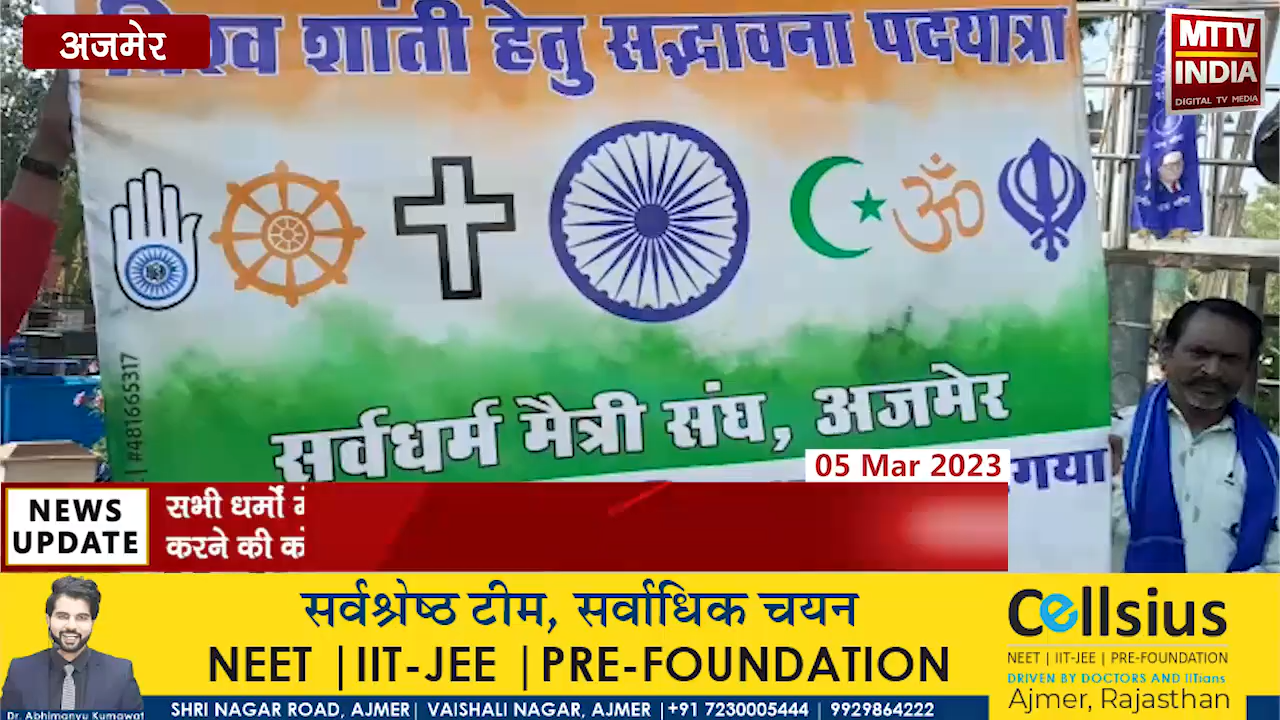 अजमेर
विश्व शांती हेतु सद्भावना पदयात्रा
MTTV
INDIA
DIGITAL TV MEDIA
#481665317
सर्वधर्म मैत्री संघ, अजमेर
05 Mar 2023
गया
NEWS
UPDATE
सभी धर्मों
करने की
सर्वश्रेष्ठ टीम, सर्वाधिक चयन
NEET | IIT-JEE | PRE-FOUNDATION
Cellsius
NEET | IIT-JEE | PRE-FOUNDATION
DRIVEN BY DOCTORS AND IITians
Ajmer, Rajasthan
Dr. Abhimanyu Kumawat
SHRI NAGAR ROAD, AJMER| VAISHALI NAGAR, AJMER |+91 7230005444 | 9929864222